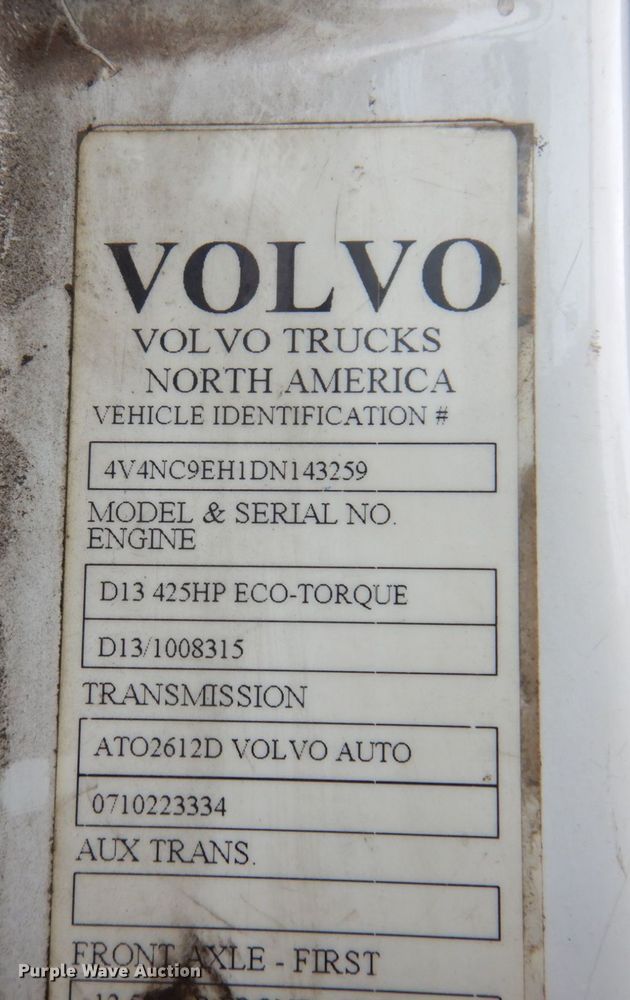 VOLVO
VOLVO TRUCKS
NORTH AMERICA
VEHICLE IDENTIFICATION #
4V4NC9EH1DN143259
MODEL & SERIAL NO.
ENGINE
D13 425HP ECO-TORQUE
D13/1008315
TRANSMISSION
ATO2612D VOLVO AUTO
0710223334
AUX TRANS.
FRONT AXLE - FIRST
Purple Wave Auction